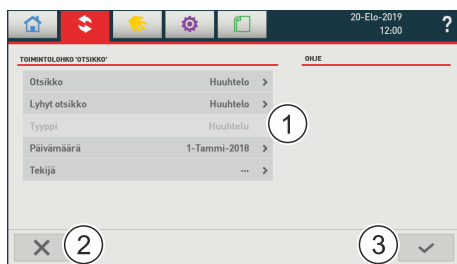 20-Elo-2019
12:00
?
TOIMINTOLOHKO 'OTSIKKO'
OHJE
Otsikko Huuhtelo >
Lyhyt otsikko Huuhtelo >
Tyyppi Huuhtelu
Päivämäärä 1-Tammi-2018 >
Tekijä ... >
1
2
3